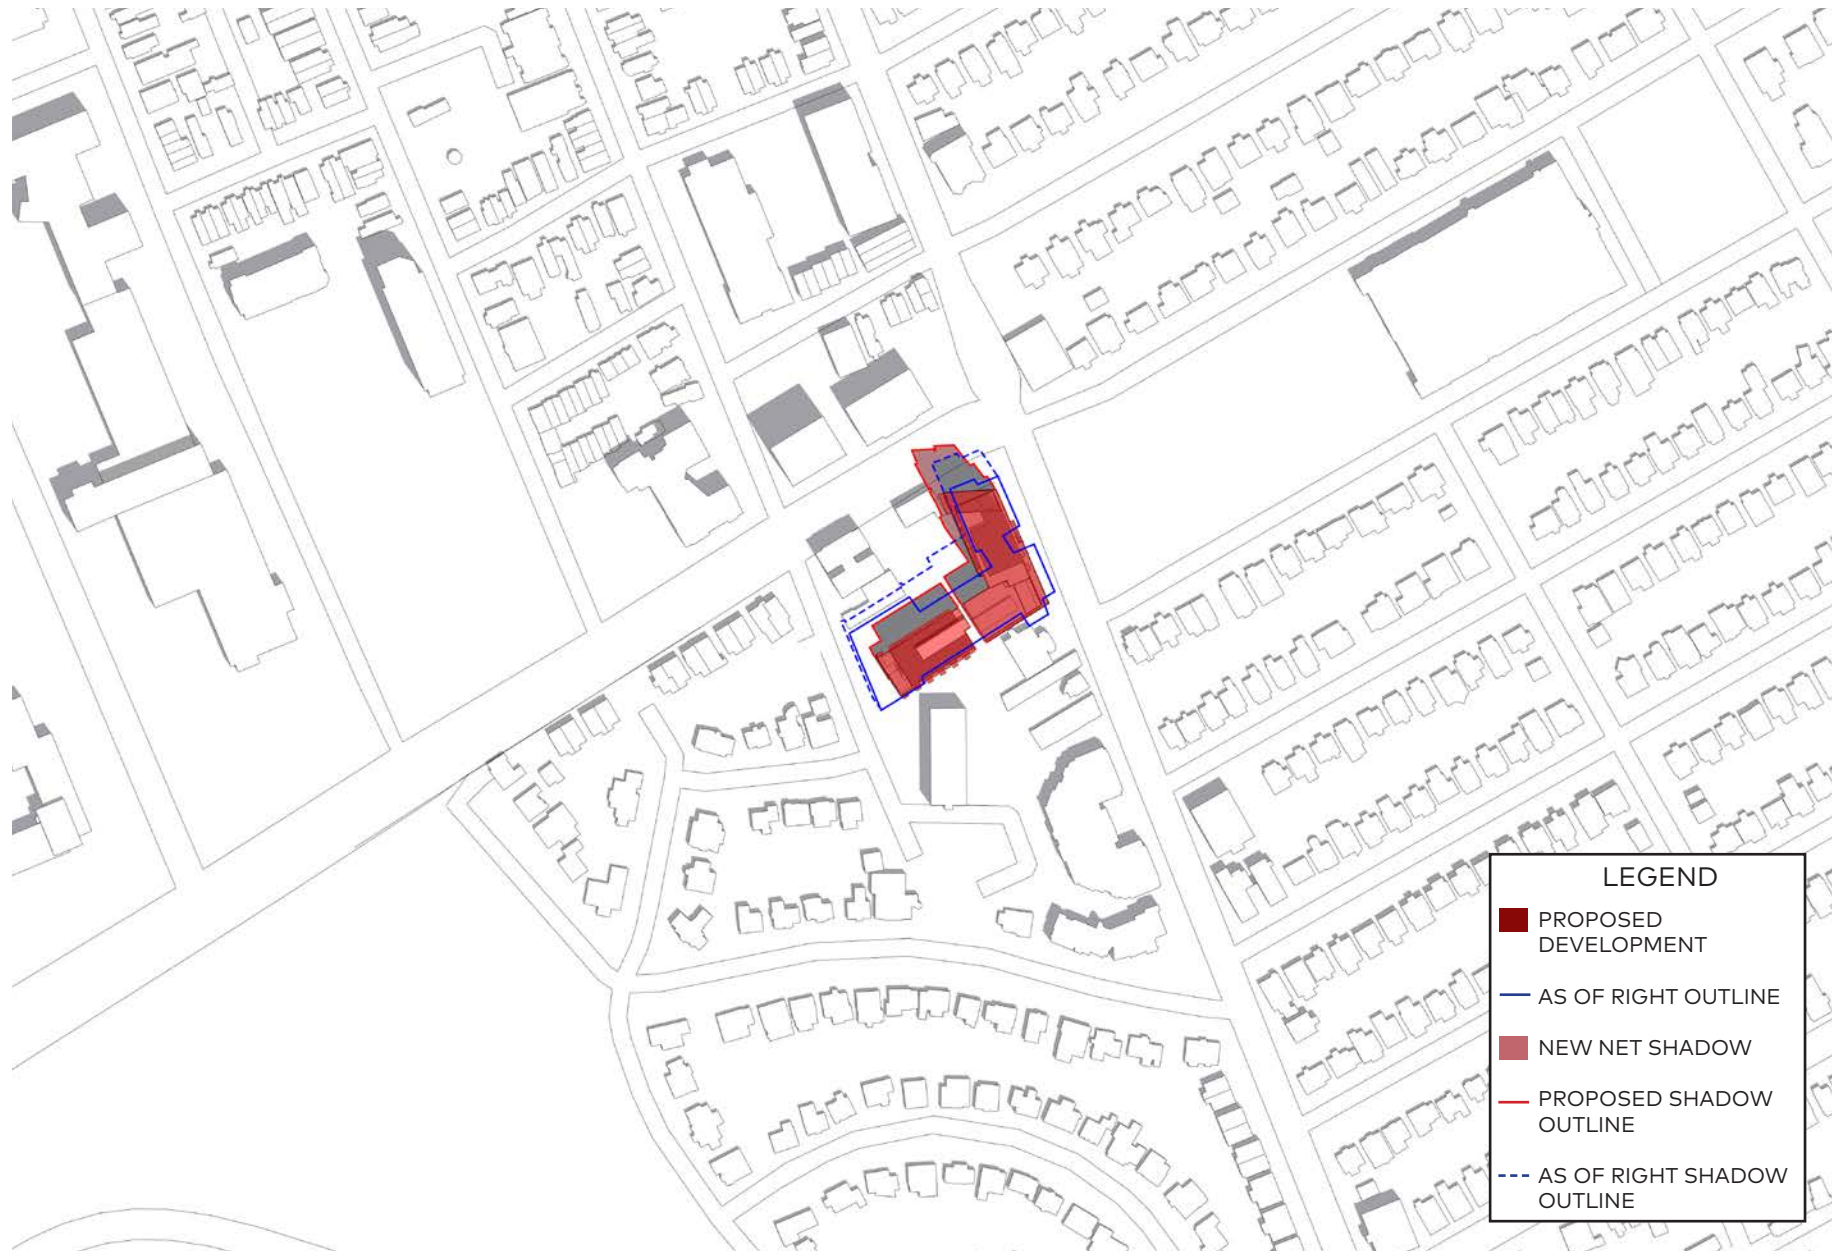 LEGEND
PROPOSED
DEVELOPMENT
AS OF RIGHT OUTLINE
NEW NET SHADOW
PROPOSED SHADOW
OUTLINE
AS OF RIGHT SHADOW
OUTLINE